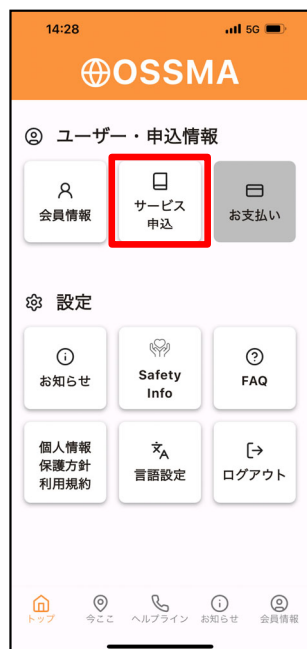 14:28
5G
OSSMA
ユーザー・申込情報
会員情報
サービス
申込
お支払い
設定
お知らせ
Safety
Info
FAQ
個人情報
保護方針
利用規約
言語設定
ログアウト
トップ
今ここ
ヘルプライン
お知らせ
会員情報